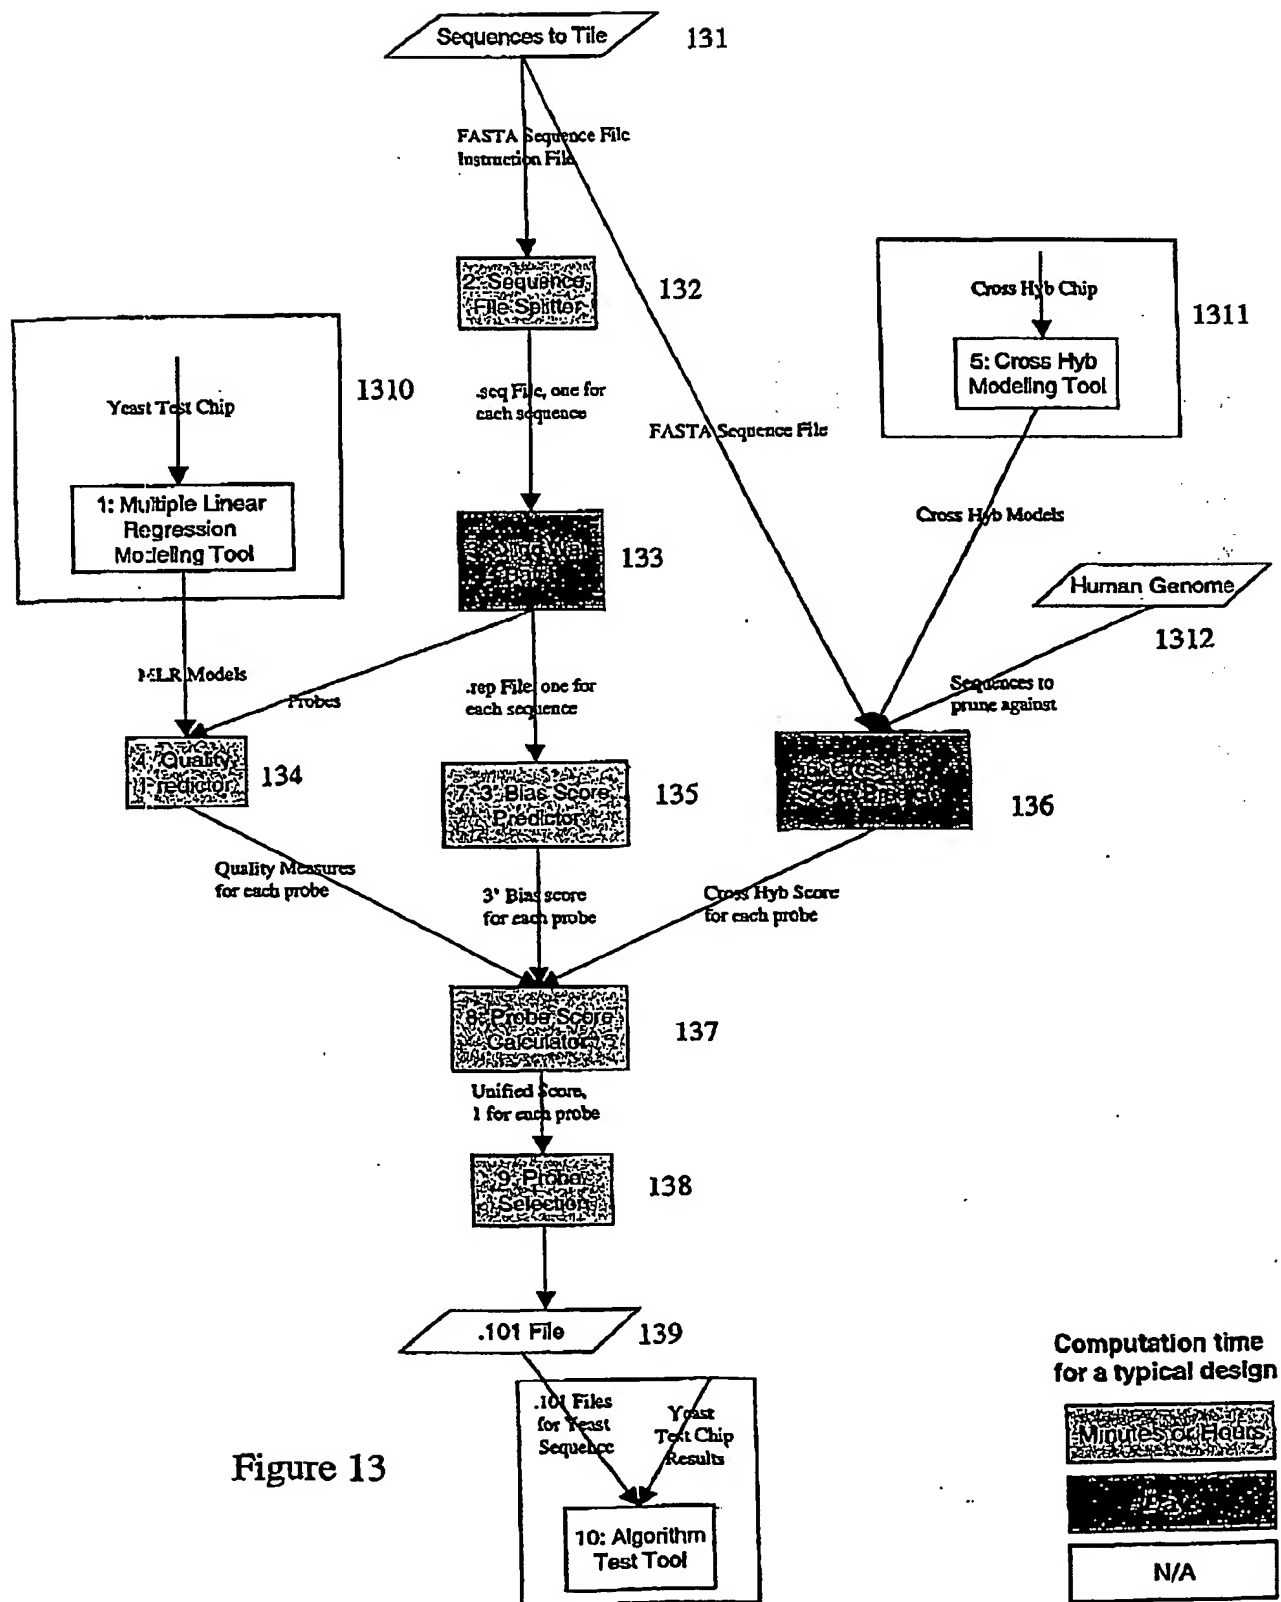 Sequences to Tile
131
FASTA Sequence File
Instruction File
2: Sequence
File Splitter
132
Cross Hyb Chip
1311
5: Cross Hyb
Modeling Tool
Yeast Test Chip
1310
.seq File, one for
each sequence
FASTA Sequence File
1: Multiple Linear
Regression
Modeling Tool
133
Cross Hyb Models
Human Genome
1312
MLR Models
Probes
.rep File, one for
each sequence
Sequences to
prune against
4: Quality
Predictor
134
7: 3' Bias Score
Predictor
135
Score
136
Quality Measures
for each probe
3' Bias score
for each probe
Cross Hyb Score
for each probe
8: Probe Score
Calculator
137
Unified Score,
1 for each probe
9: Probe
Selection
138
.101 File
139
.101 Files
for Yeast
Sequence
Yeast
Test Chip
Results
10: Algorithm
Test Tool
Figure 13
Computation time
for a typical design
Minutes or Hours
Days
N/A